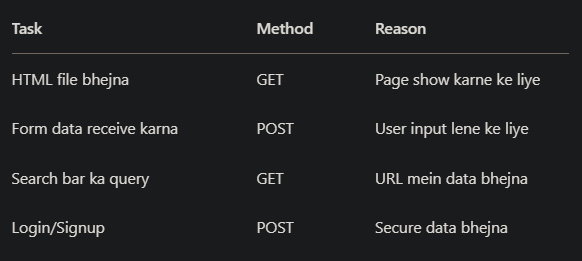 Task Method Reason
HTML file bhejna GET Page show karne ke liye
Form data receive karna POST User input lene ke liye
Search bar ka query GET URL mein data bhejna
Login/Signup POST Secure data bhejna